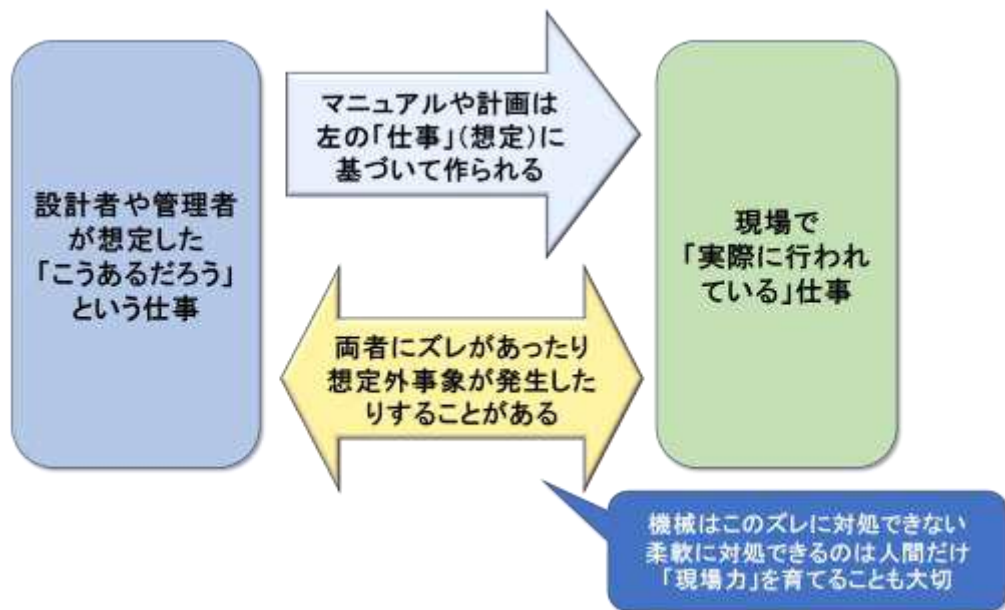 設計者や管理者
が想定した
「こうあるだろう」
という仕事
マニュアルや計画は
左の「仕事」(想定)に
基づいて作られる
両者にズレがあったり
想定外事象が発生した
りすることがある
現場で
「実際に行われ
ている」仕事
機械はこのズレに対処できない
柔軟に対処できるのは人間だけ
「現場力」を育てることも大切